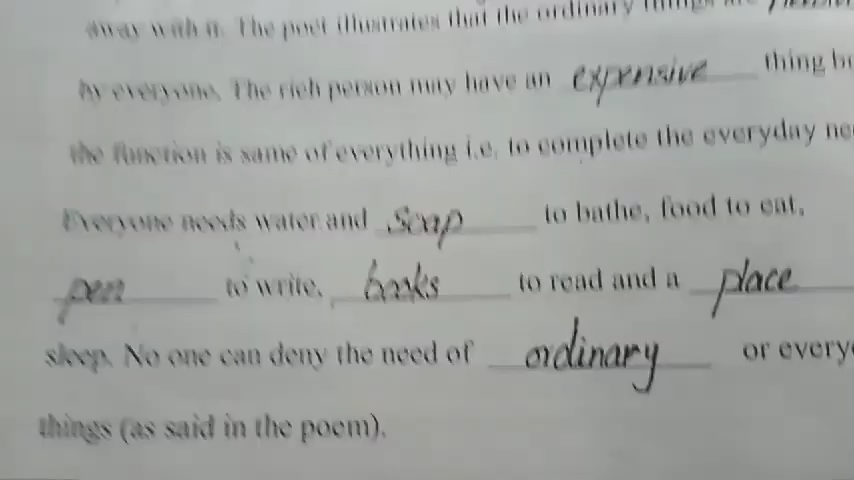 away with it. The poet illustrates that the ordinary things are
by everyone. The rich person may have an expensive thing
the function is same of everything i.e. to complete the everyday
Everyone needs water and soap to bathe, food to eat,
pen to write, books to read and a place
sleep. No one can deny the need of ordinary or every
things (as said in the poem).